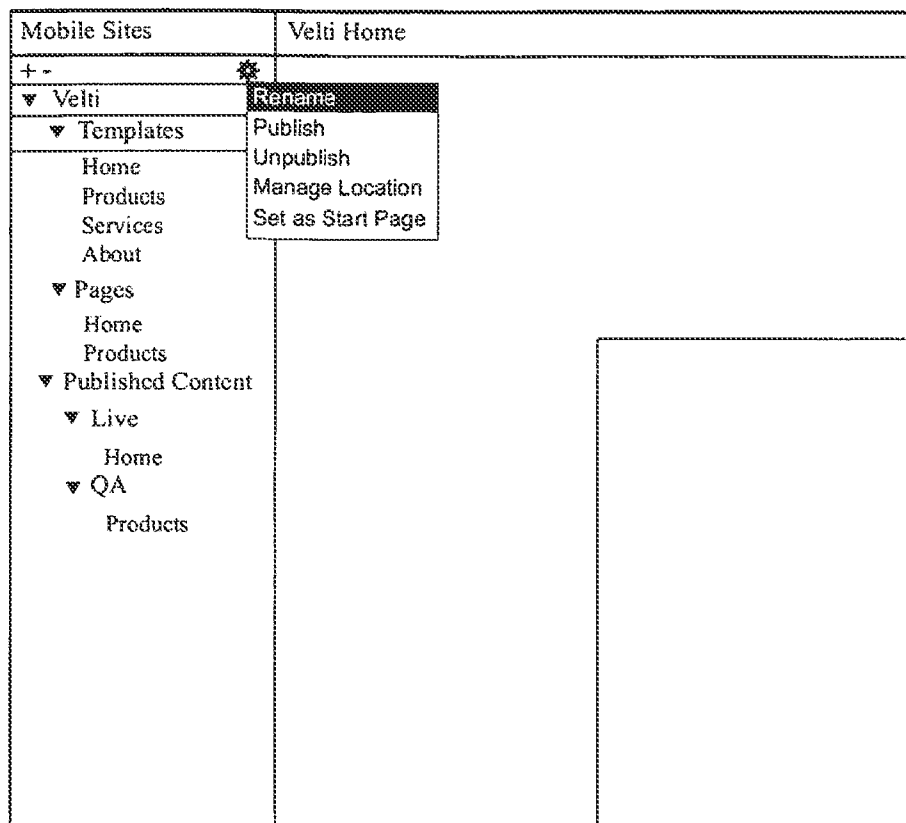 Mobile Sites
Velti Home
+ -
Velti
Templates
Home
Products
Services
About
Pages
Home
Products
Published Content
Live
Home
QA
Products
Rename
Publish
Unpublish
Manage Location
Set as Start Page